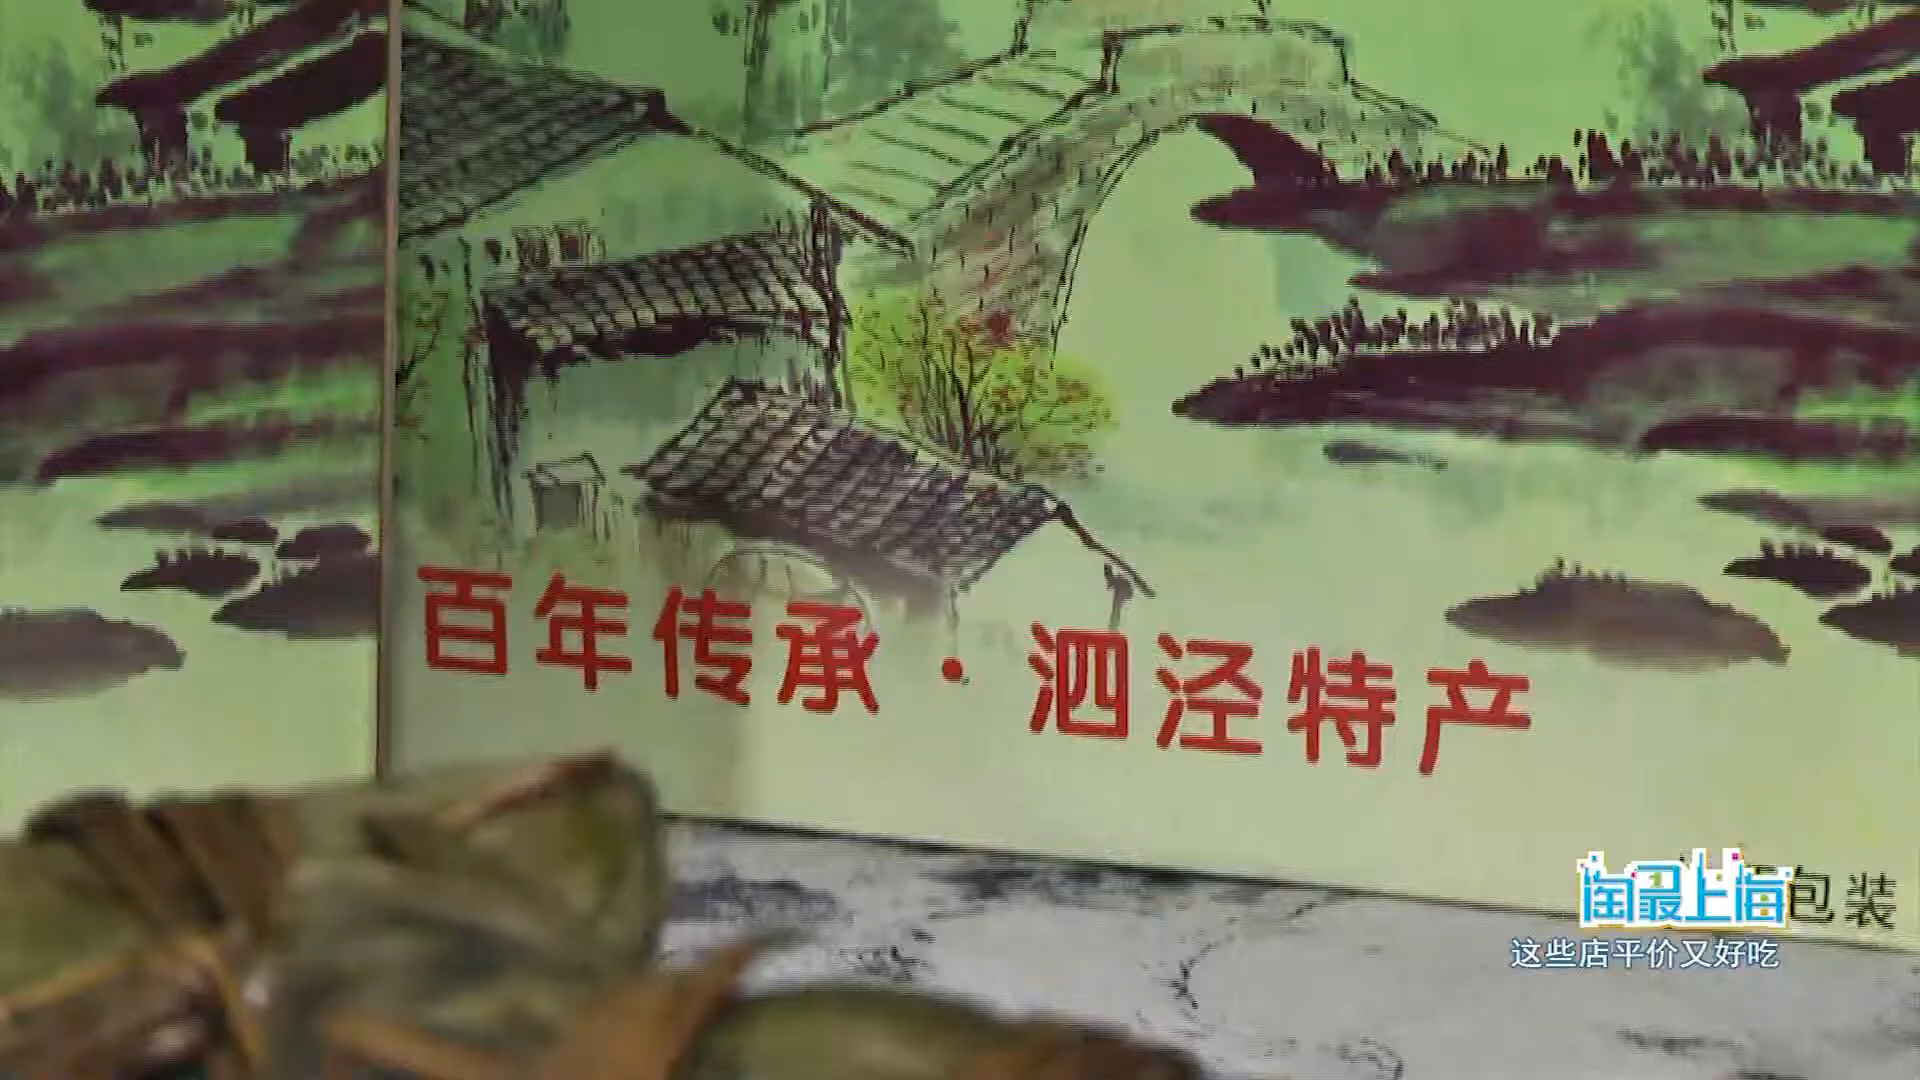 百年传承·泗泾特产
淘最上海
包装
这些店平价又好吃